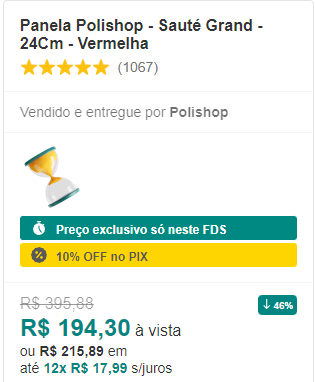 Panela Polishop - Sauté Grand -
24Cm - Vermelha
(1067)
Vendido e entregue por Polishop
Preço exclusivo só neste FDS
10% OFF no PIX
R$ 395,88
46%
R$ 194,30 à vista
ou R$ 215,89 em
até 12x R$ 17,99 s/juros